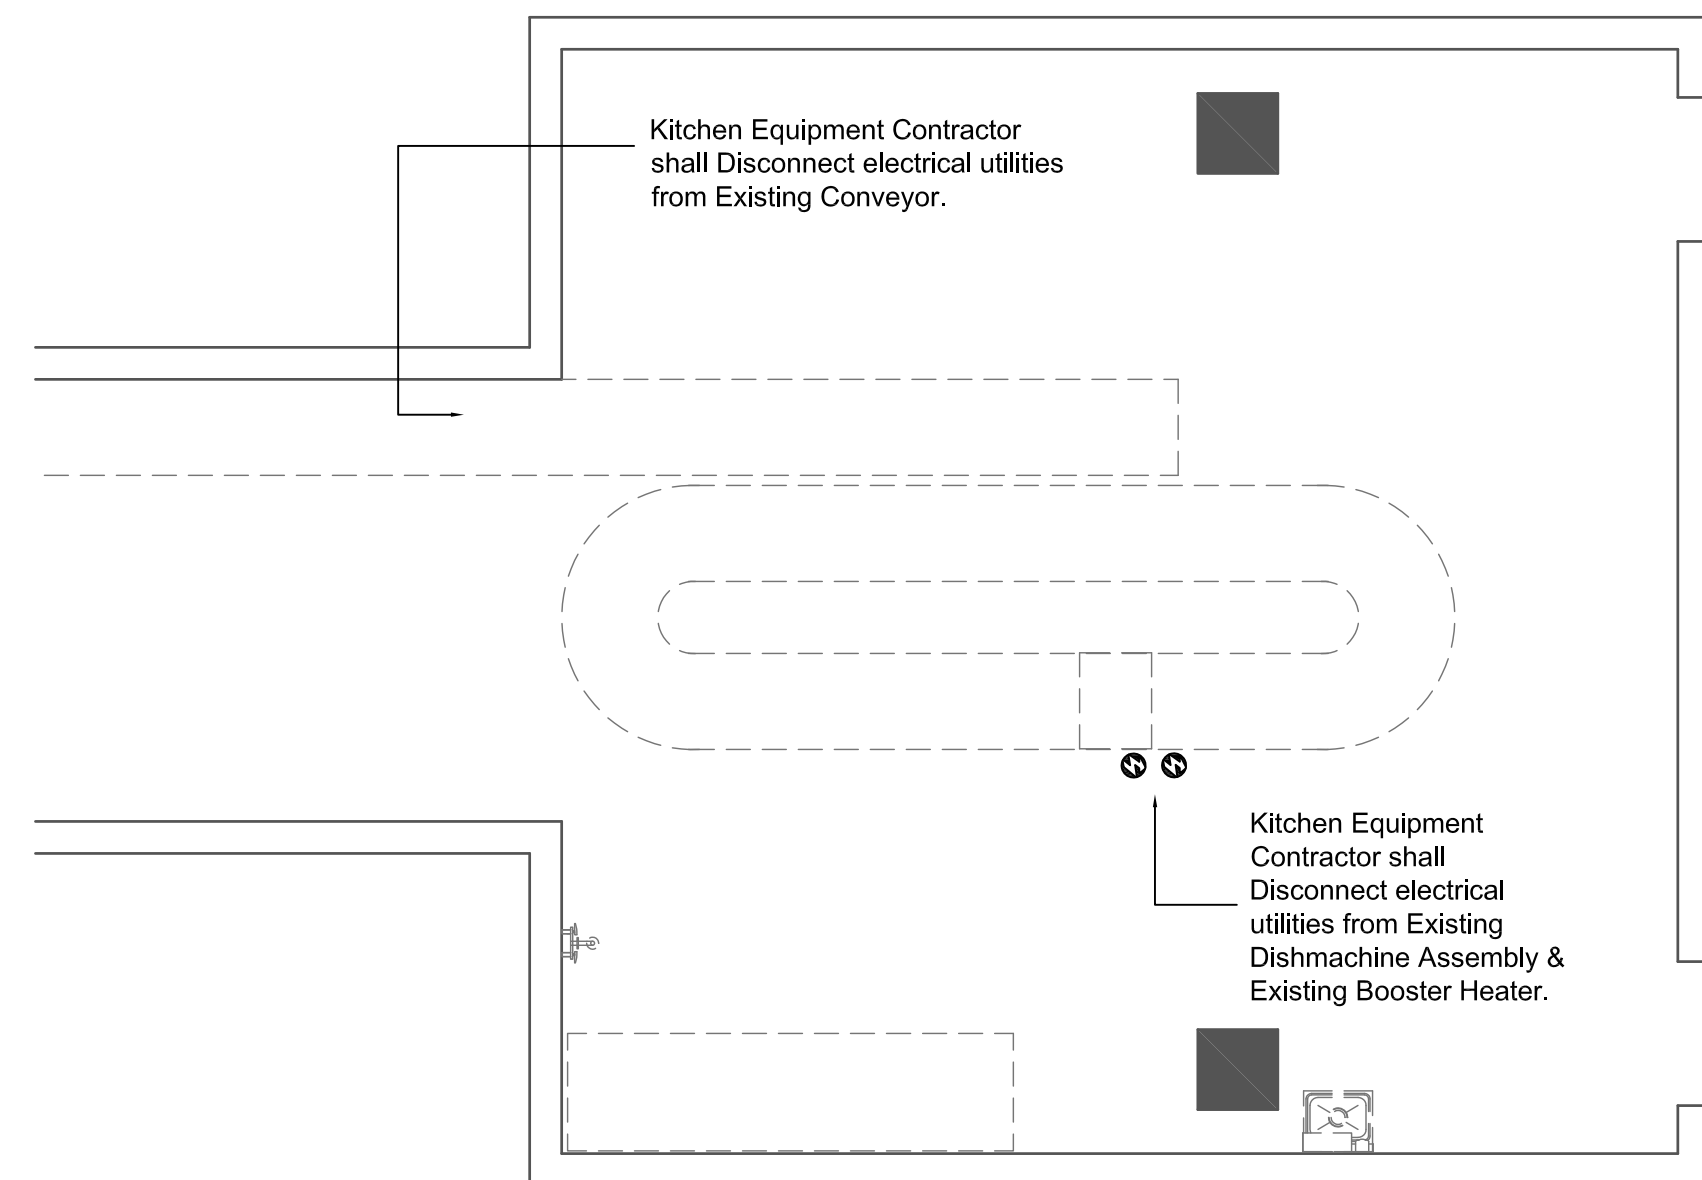 Kitchen Equipment Contractor
shall Disconnect electrical utilities
from Existing Conveyor.
Kitchen Equipment
Contractor shall
Disconnect electrical
utilities from Existing
Dishmachine Assembly &
Existing Booster Heater.